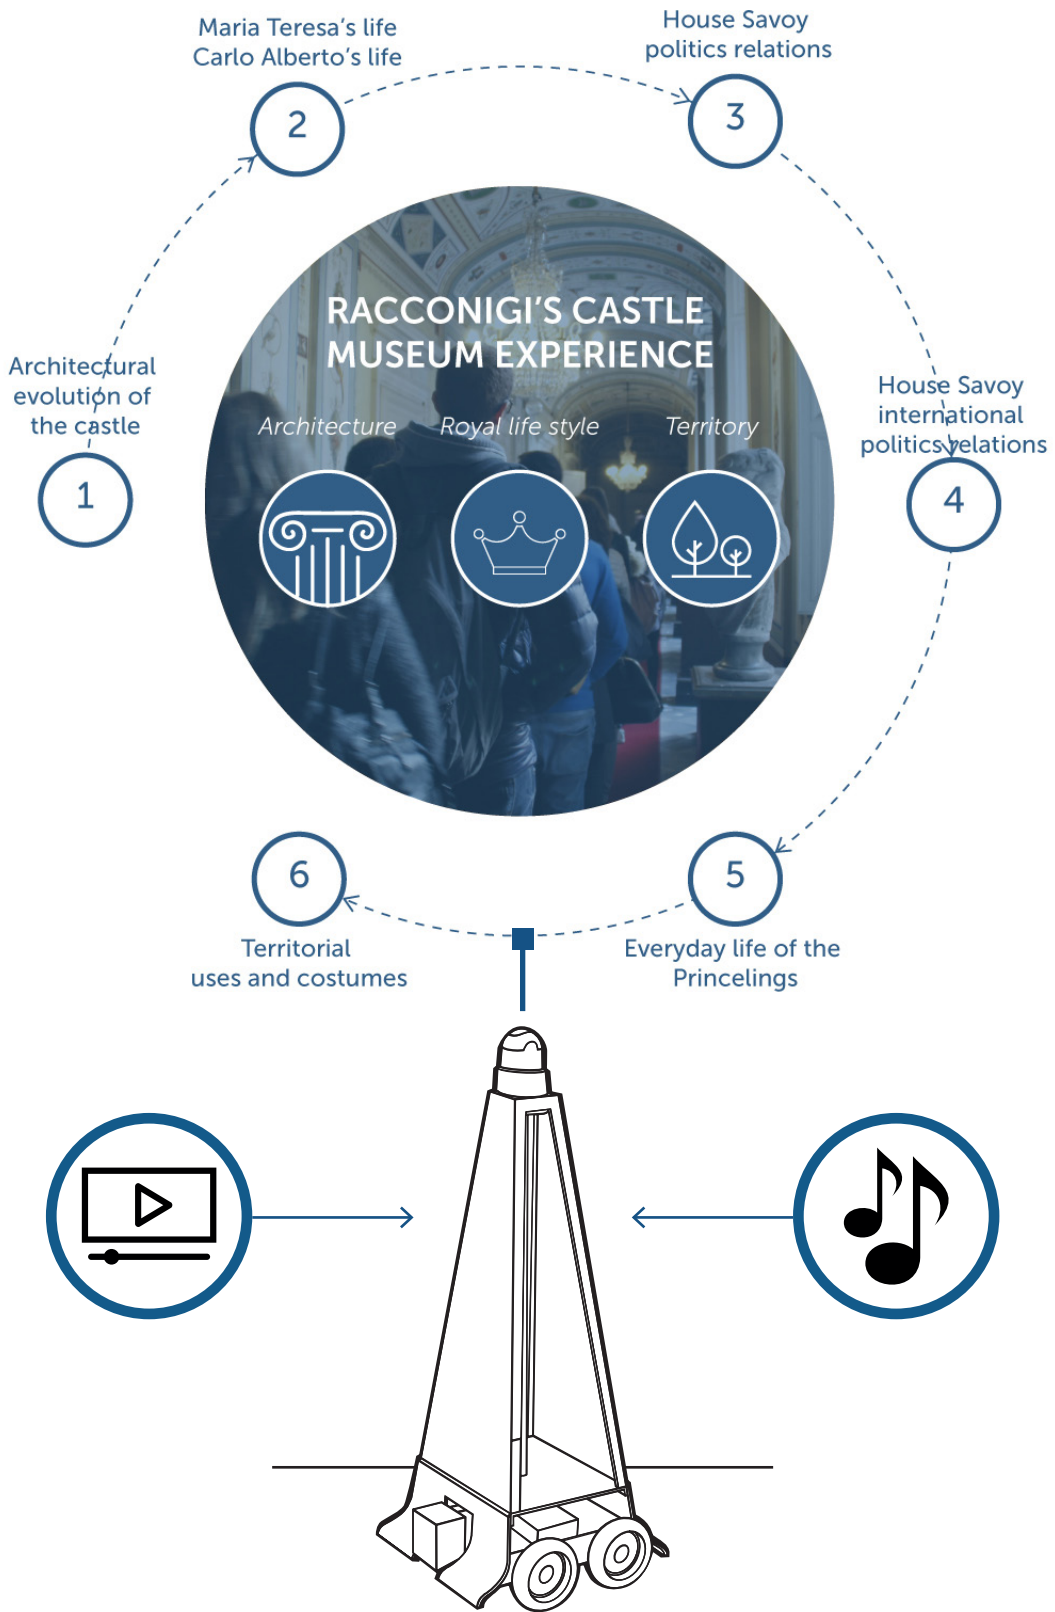 Maria Teresa's life
Carlo Alberto's life
2
House Savoy
politics relations
3
Architectural
evolution of
the castle
1
RACCONIGI'S CASTLE
MUSEUM EXPERIENCE
Architecture
Royal life style
Territory
House Savoy
international
politics relations
4
6
Territorial
uses and costumes
5
Everyday life of the
Princelings